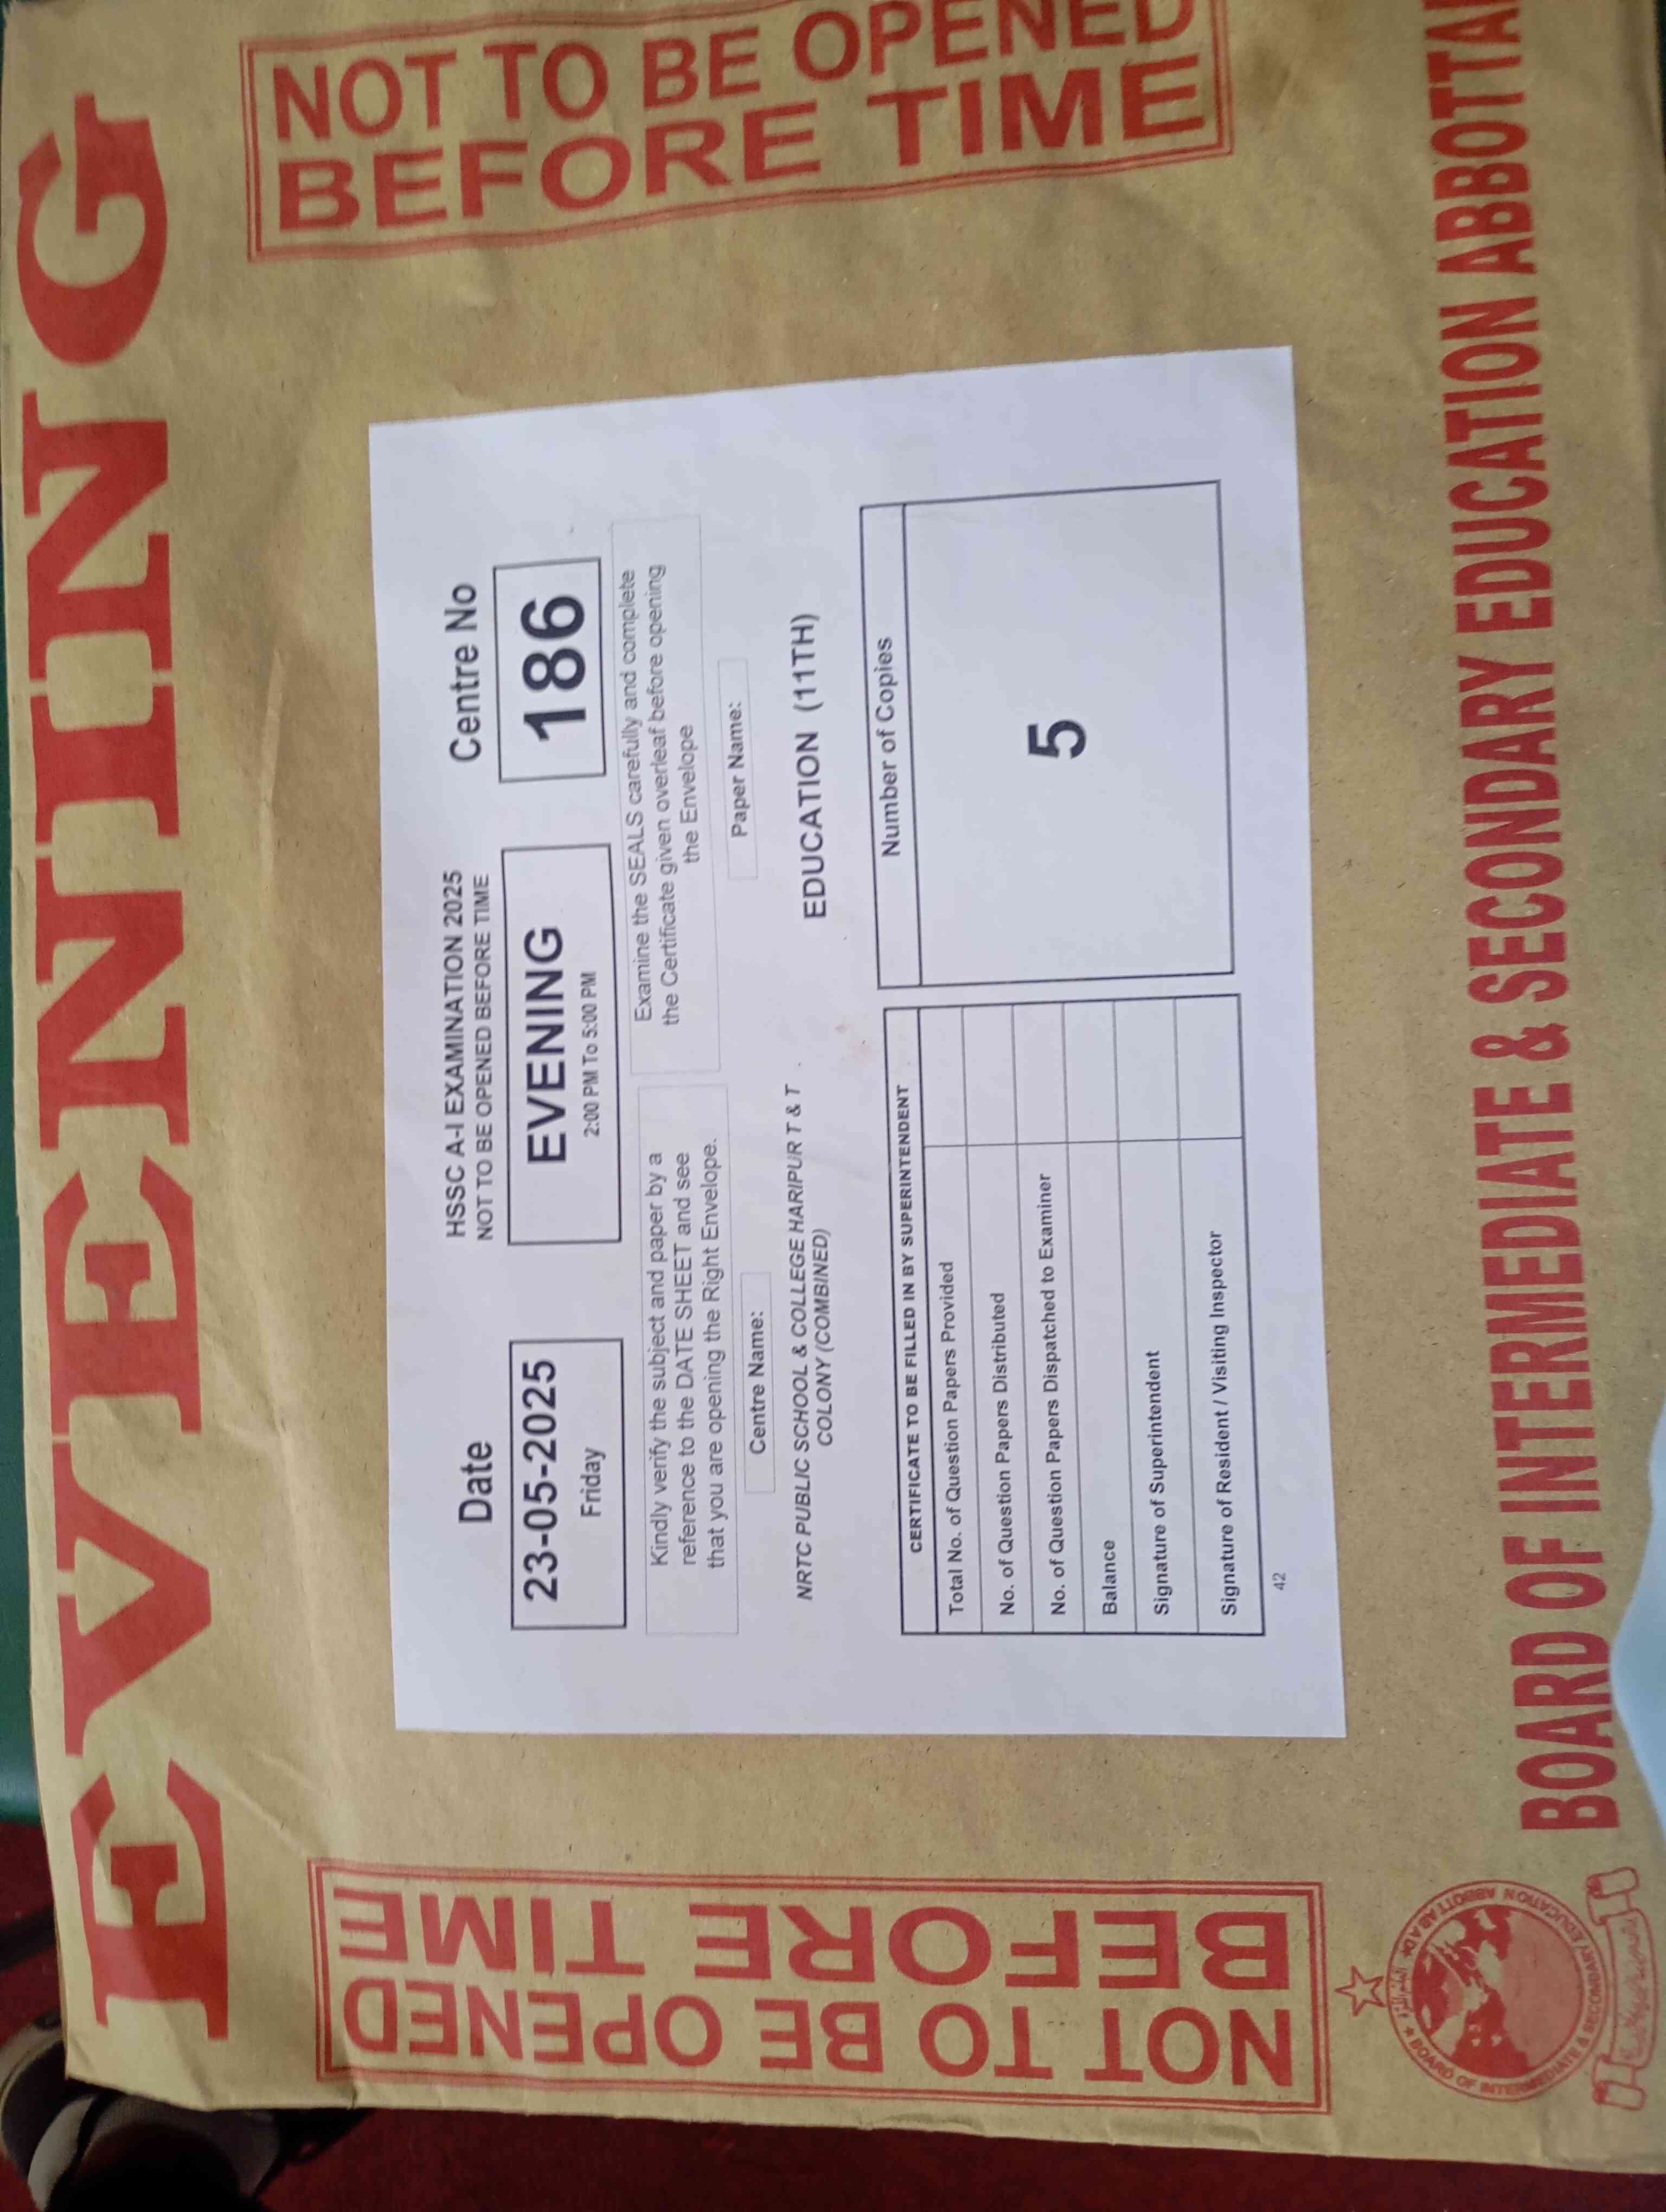 EVENING
NOT TO BE OPENED
BEFORE TIME
NOT TO BE OPENED
BEFORE TIME
Date
23-05-2025
Friday
HSSC A-I EXAMINATION 2025
NOT TO BE OPENED BEFORE TIME
EVENING
2:00 PM To 5:00 PM
Centre No
186
Kindly verify the subject and paper by a
reference to the DATE SHEET and see
that you are opening the Right Envelope.
Examine the SEALS carefully and complete
the Certificate given overleaf before opening
the Envelope
Centre Name:
NRTC PUBLIC SCHOOL & COLLEGE HARIPUR T & T
COLONY (COMBINED)
Paper Name:
EDUCATION (11TH)
CERTIFICATE TO BE FILLED IN BY SUPERINTENDENT
Total No. of Question Papers Provided
No. of Question Papers Distributed
No. of Question Papers Dispatched to Examiner
Balance
Signature of Superintendent
Signature of Resident / Visiting Inspector
Number of Copies
5
42
BOARD OF INTERMEDIATE & SECONDARY EDUCATION ABBOTTA
BOARD OF INTERMEDIATE & SECONDARY EDUCATION ABBOTTABAD